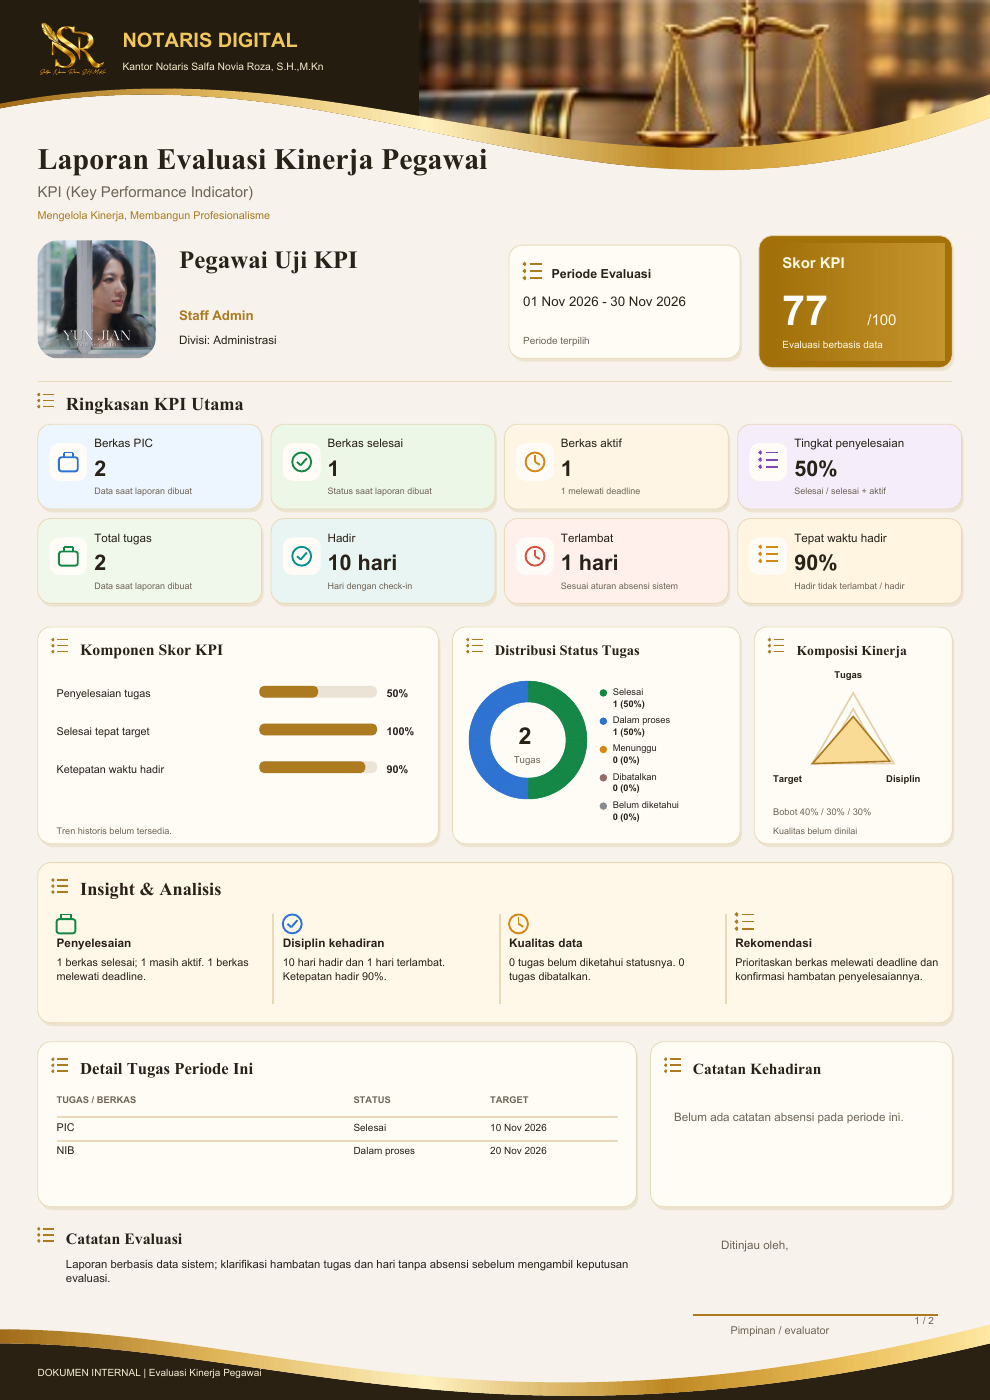 SR
NOTARIS DIGITAL
Kantor Notaris Salfa Novia Roza, S.H.,M.Kn
Laporan Evaluasi Kinerja Pegawai
KPI (Key Performance Indicator)
Mengelola Kinerja, Membangun Profesionalisme
YUN JIAN
Pegawai Uji KPI
Staff Admin
Divisi: Administrasi
Periode Evaluasi
01 Nov 2026 - 30 Nov 2026
Periode terpilih
Skor KPI
77 /100
Evaluasi berbasis data
Ringkasan KPI Utama
Berkas PIC
2
Data saat laporan dibuat
Berkas selesai
1
Status saat laporan dibuat
Berkas aktif
1
1 melewati deadline
Tingkat penyelesaian
50%
Selesai / selesai + aktif
Total tugas
2
Data saat laporan dibuat
Hadir
10 hari
Hari dengan check-in
Terlambat
1 hari
Sesuai aturan absensi sistem
Tepat waktu hadir
90%
Hadir tidak terlambat / hadir
Komponen Skor KPI
Penyelesaian tugas 50%
Selesai tepat target 100%
Ketepatan waktu hadir 90%
Tren historis belum tersedia.
Distribusi Status Tugas
2
Tugas
Selesai
1 (50%)
Dalam proses
1 (50%)
Menunggu
0 (0%)
Dibatalkan
0 (0%)
Belum diketahui
0 (0%)
Komposisi Kinerja
Tugas
Target Disiplin
Bobot 40% / 30% / 30%
Kualitas belum dinilai
Insight & Analisis
Penyelesaian
1 berkas selesai; 1 masih aktif. 1 berkas
melewati deadline.
Disiplin kehadiran
10 hari hadir dan 1 hari terlambat.
Ketepatan hadir 90%.
Kualitas data
0 tugas belum diketahui statusnya. 0
tugas dibatalkan.
Rekomendasi
Prioritaskan berkas melewati deadline dan
konfirmasi hambatan penyelesaiannya.
Detail Tugas Periode Ini
TUGAS / BERKAS STATUS TARGET
PIC Selesai 10 Nov 2026
NIB Dalam proses 20 Nov 2026
Catatan Kehadiran
Belum ada catatan absensi pada periode ini.
Catatan Evaluasi
Laporan berbasis data sistem; klarifikasi hambatan tugas dan hari tanpa absensi sebelum mengambil keputusan
evaluasi.
Ditinjau oleh,
1 / 2
Pimpinan / evaluator
DOKUMEN INTERNAL | Evaluasi Kinerja Pegawai